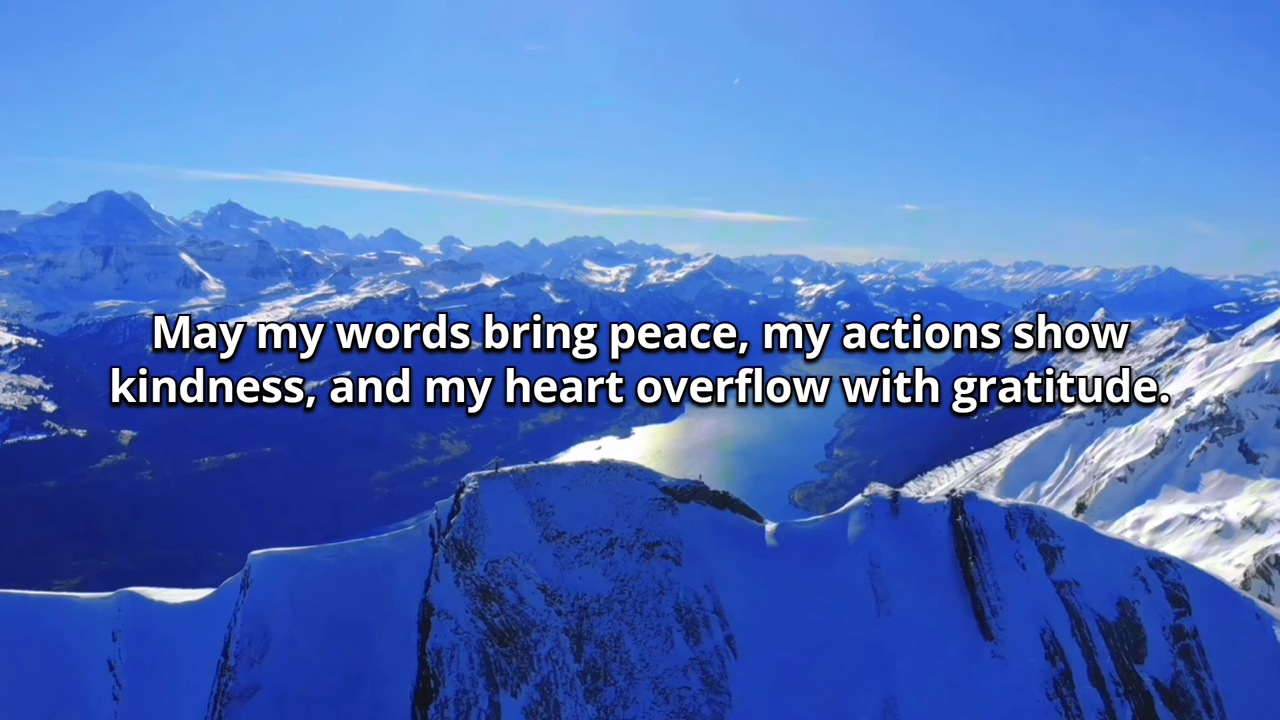 May my words bring peace, my actions show
kindness, and my heart overflow with gratitude.